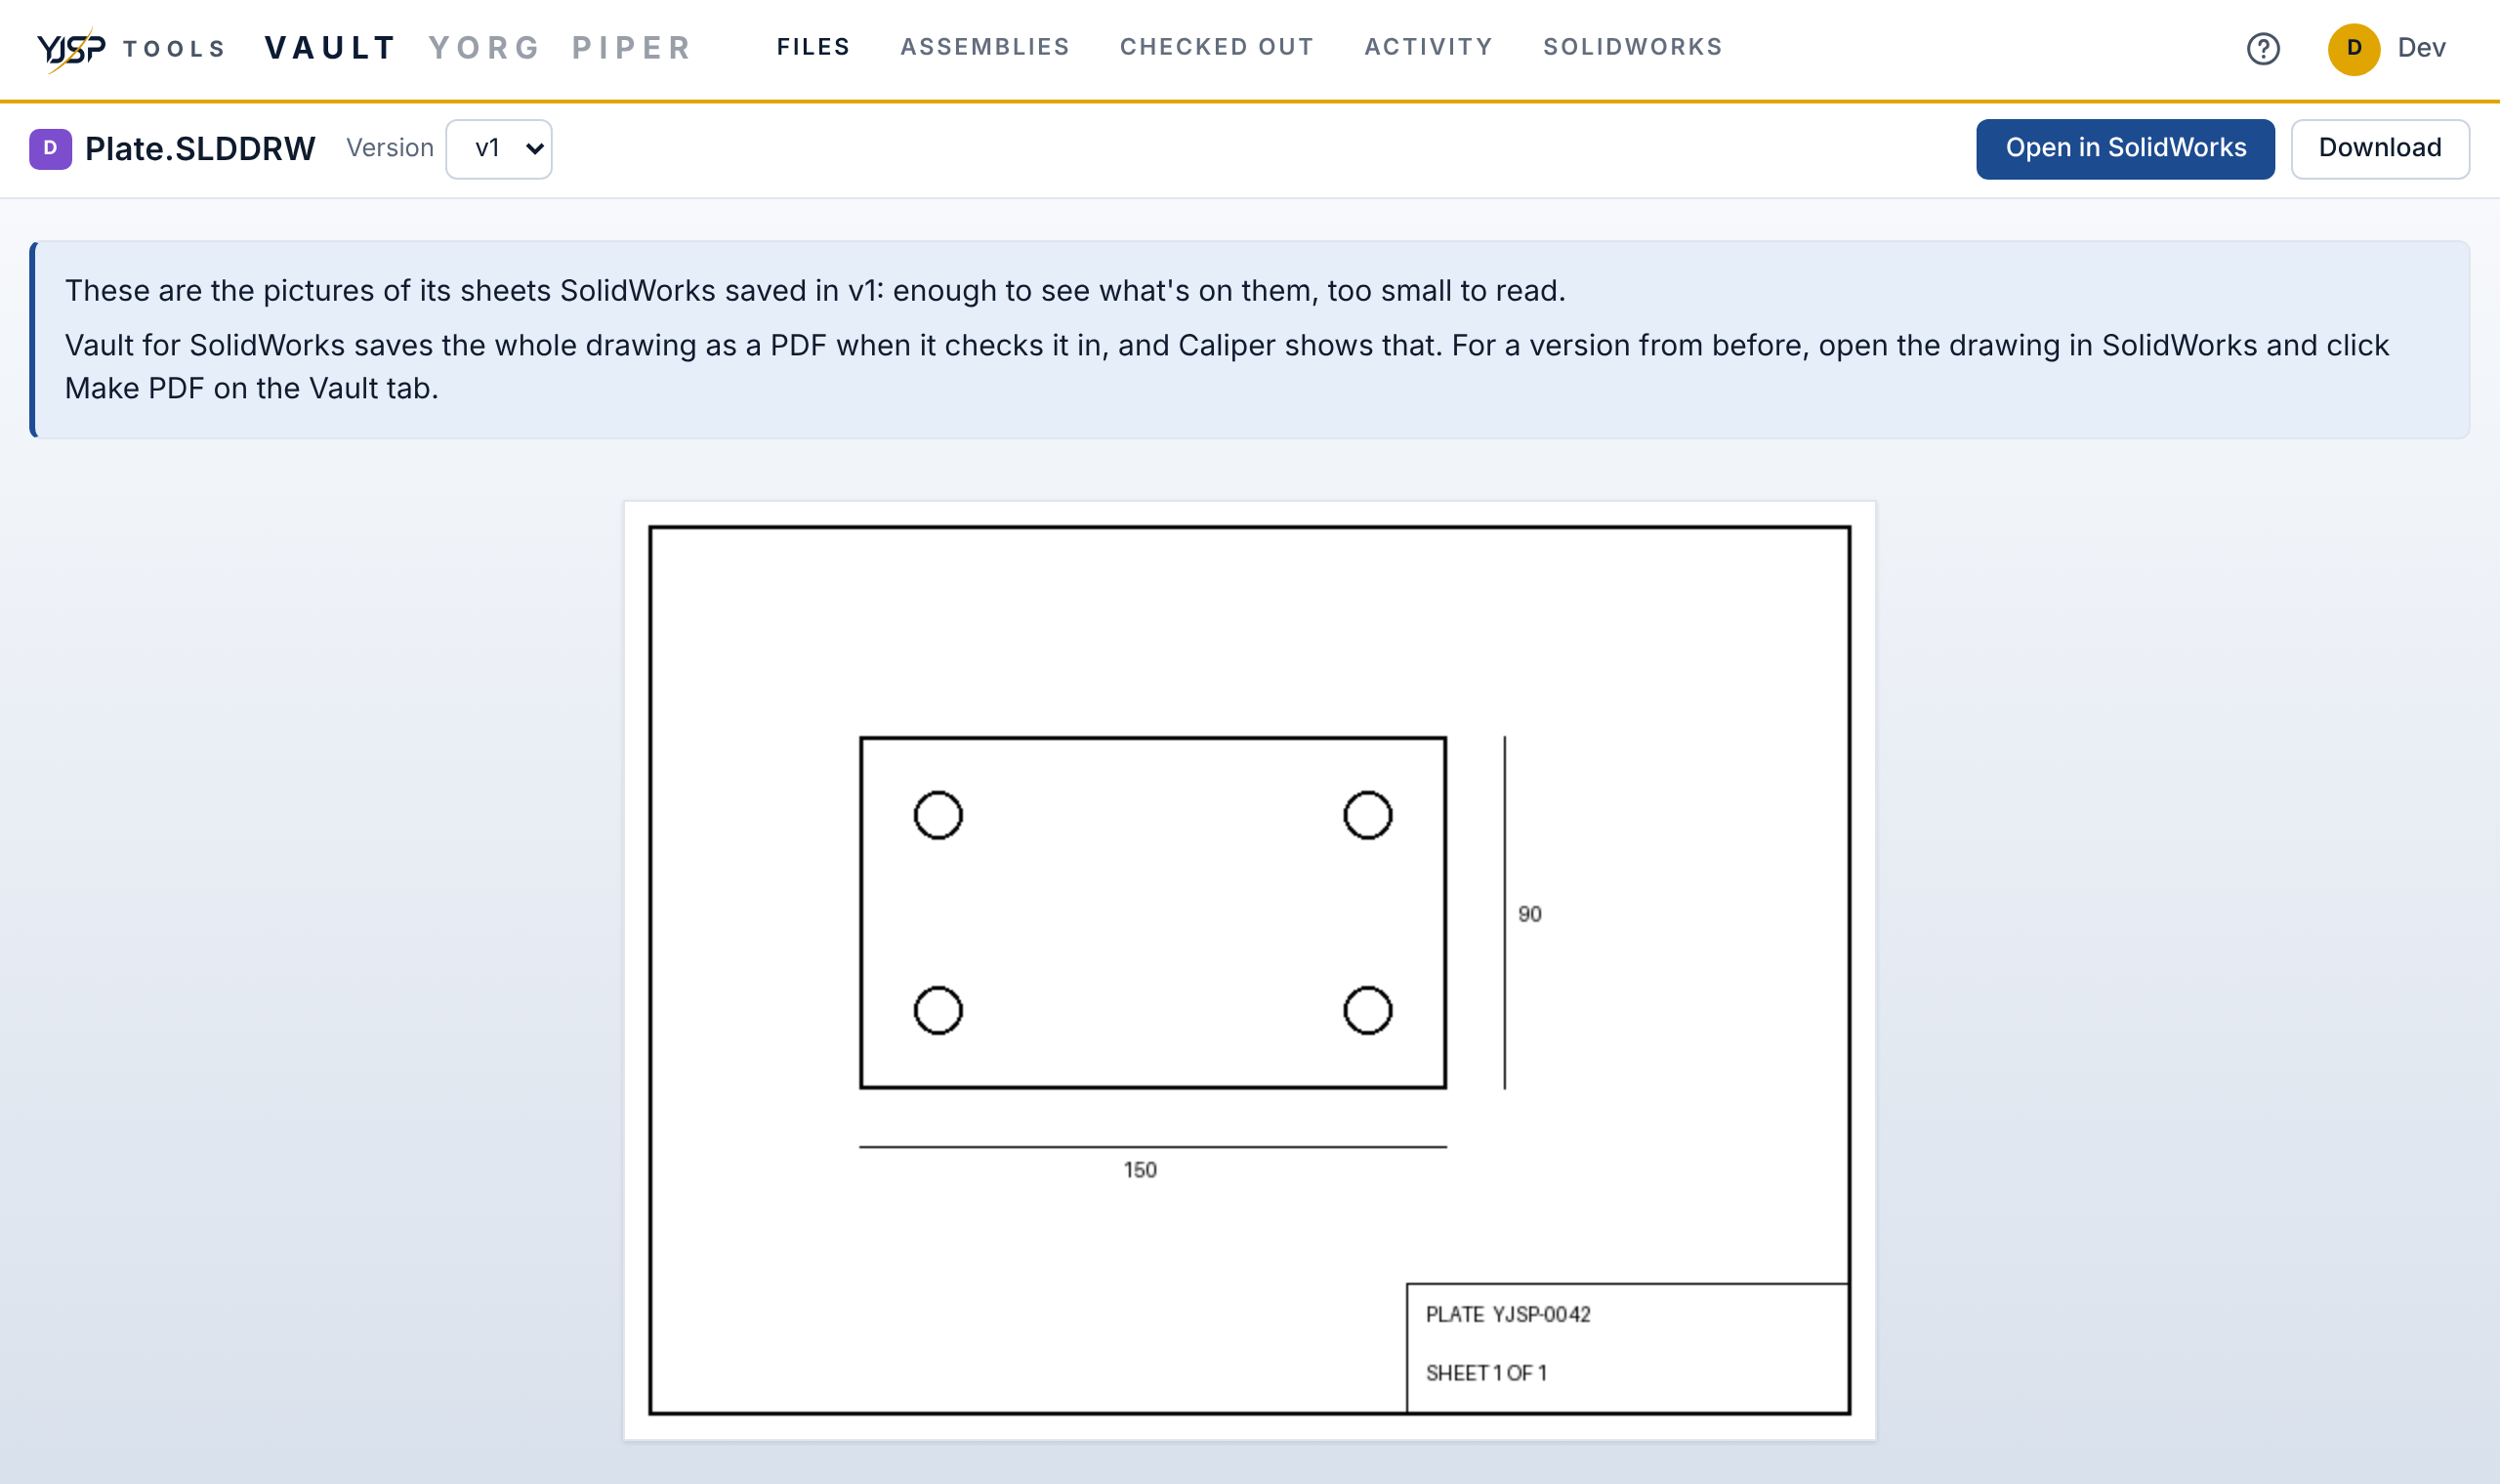 YJSP TOOLS VAULT YORG PIPER FILES ASSEMBLIES CHECKED OUT ACTIVITY SOLIDWORKS ? D Dev
D Plate.SLDDRW Version v1 Open in SolidWorks Download
These are the pictures of its sheets SolidWorks saved in v1: enough to see what's on them, too small to read.
Vault for SolidWorks saves the whole drawing as a PDF when it checks it in, and Caliper shows that. For a version from before, open the drawing in SolidWorks and click
Make PDF on the Vault tab.
90
150
PLATE YJSP-0042
SHEET 1 OF 1